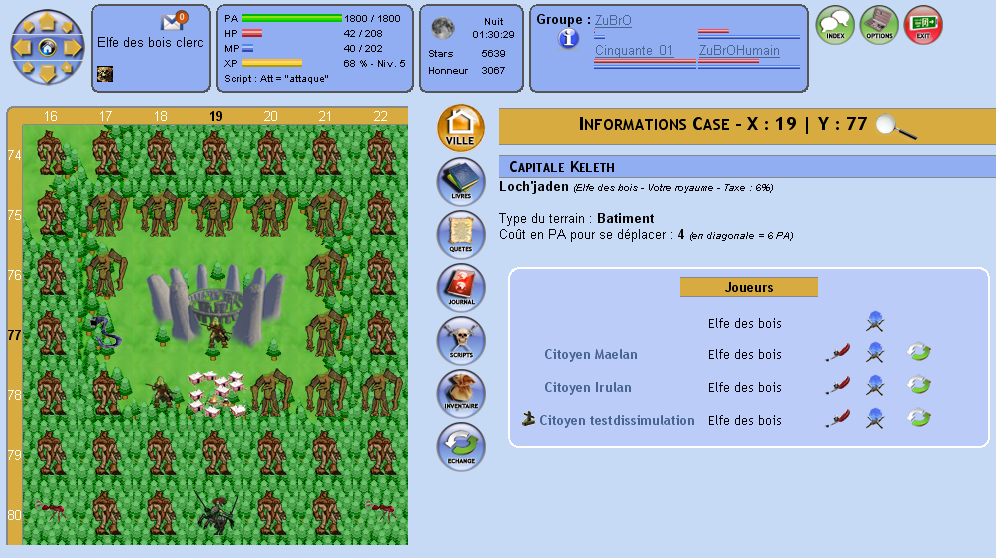 0
Elfe des bois clerc
PA 1800 / 1800
HP 42 / 208
MP 40 / 202
XP 68 % - Niv. 5
Script : Att = "attaque"
Nuit
01:30:29
Stars 5639
Honneur 3067
Groupe : ZuBrO
Cinquante_01 ZuBrOHumain
INDEX OPTIONS EXIT
16 17 18 19 20 21 22
74
75
76
77
78
79
80
VILLE
LIVRES
QUETES
JOURNAL
SCRIPTS
INVENTAIRE
ECHANGE
Informations Case - X : 19 | Y : 77
Capitale Keleth
Loch'jaden (Elfe des bois - Votre royaume - Taxe : 6%)
Type du terrain : Batiment
Coût en PA pour se déplacer : 4 (en diagonale = 6 PA)
Joueurs
Elfe des bois
Citoyen Maelan Elfe des bois
Citoyen Irulan Elfe des bois
Citoyen testdissimulation Elfe des bois